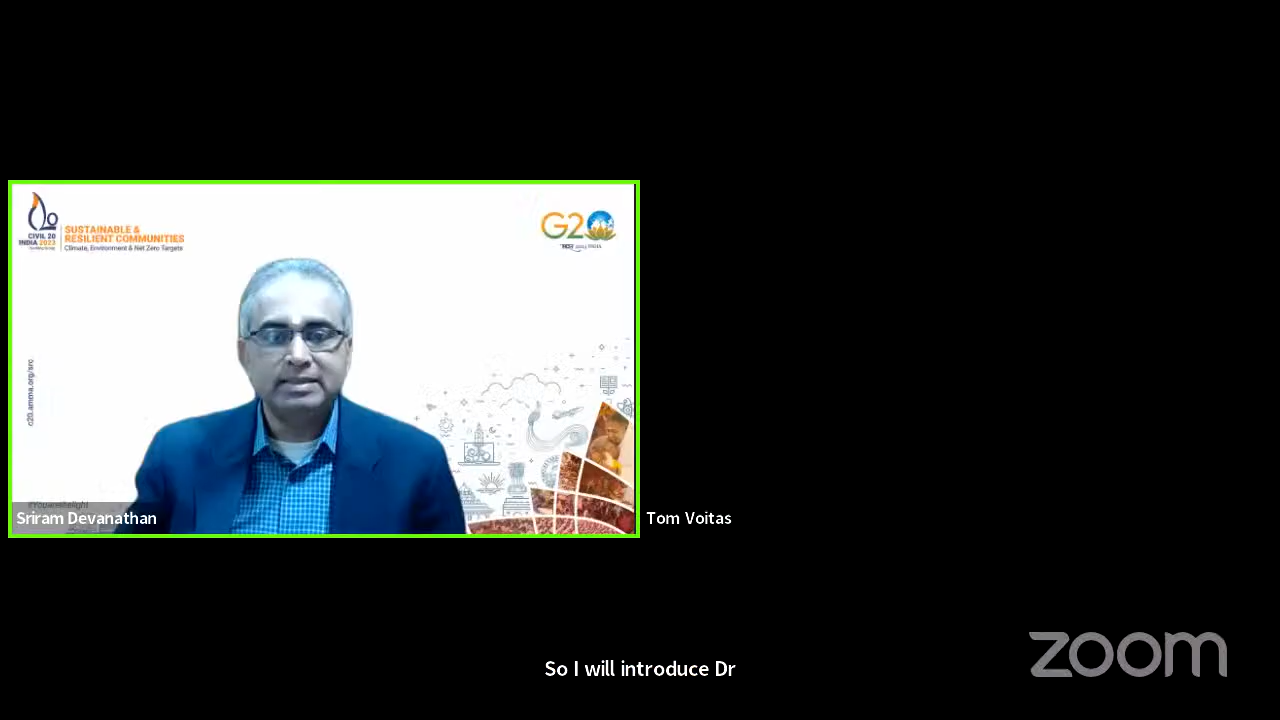 CIVIL 20
INDIA 2023
SUSTAINABLE &
RESILIENT COMMUNITIES
Climate, Environment & Net Zero Targets
G20
c20.amma.org/src
Sriram Devanathan
Tom Voitas
So I will introduce Dr
zoom